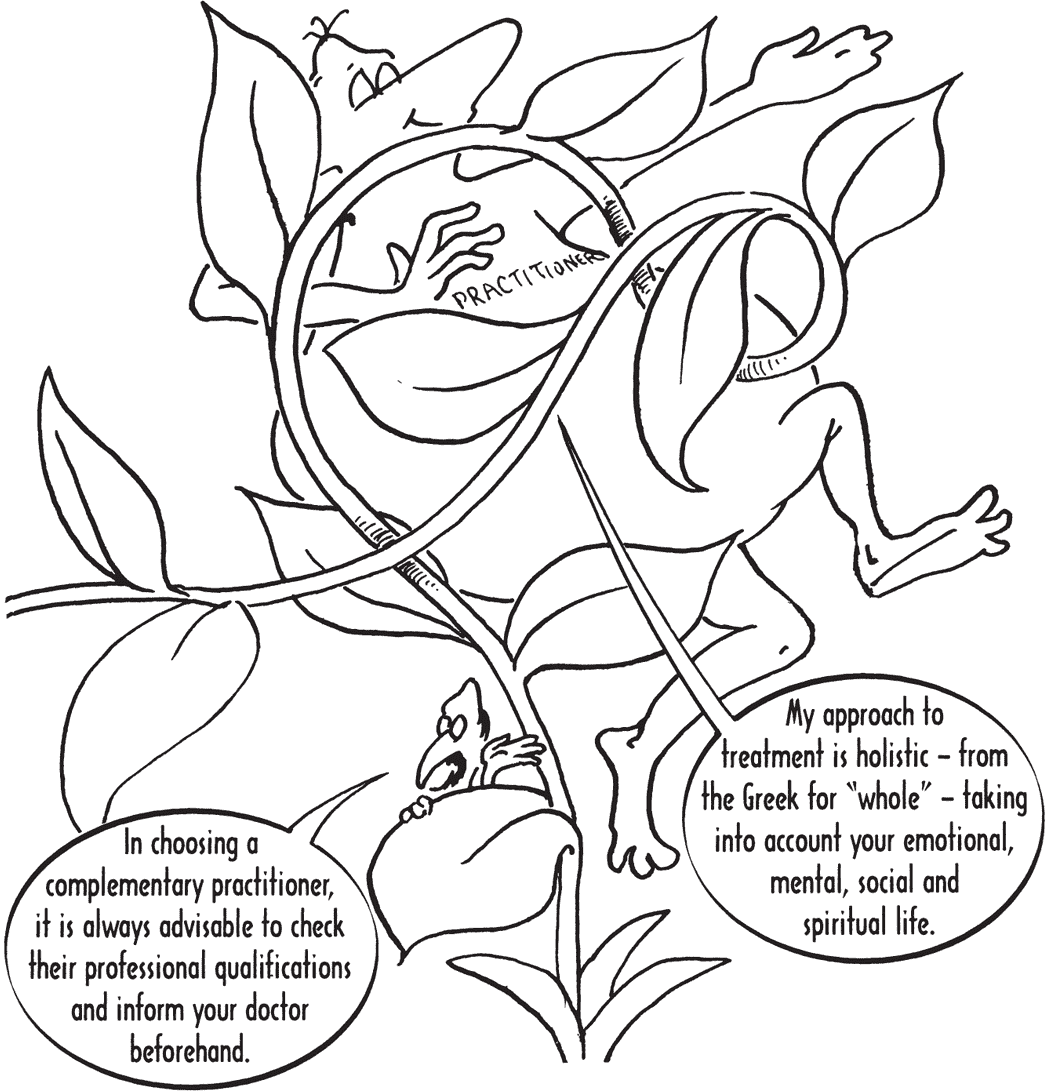 PRACTITIONER
My approach to
treatment is holistic – from
the Greek for “whole” – taking
into account your emotional,
mental, social and
spiritual life.
In choosing a
complementary practitioner,
it is always advisable to check
their professional qualifications
and inform your doctor
beforehand.